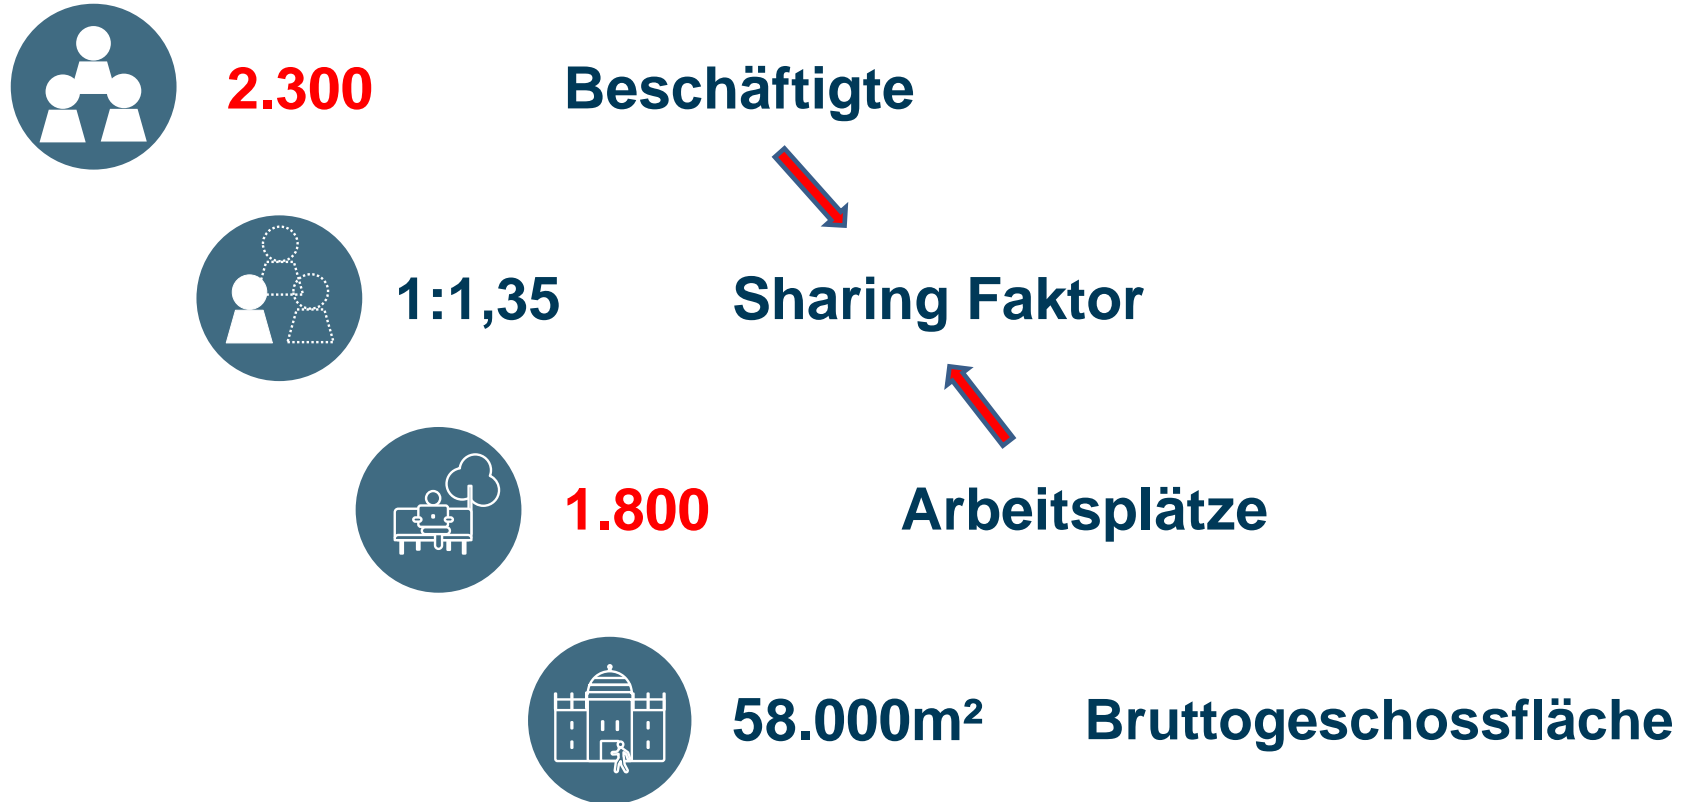 2.300 Beschäftigte
1:1,35 Sharing Faktor
1.800 Arbeitsplätze
58.000m² Bruttogeschossfläche